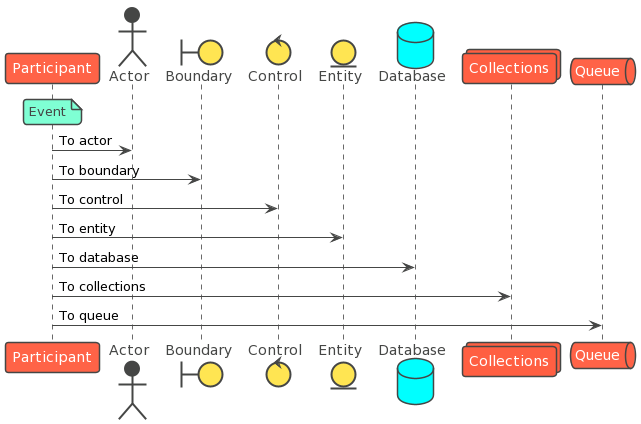 Participant
Actor
Boundary
Control
Entity
Database
Collections
Queue
Event
To actor
To boundary
To control
To entity
To database
To collections
To queue
Participant
Actor
Boundary
Control
Entity
Database
Collections
Queue